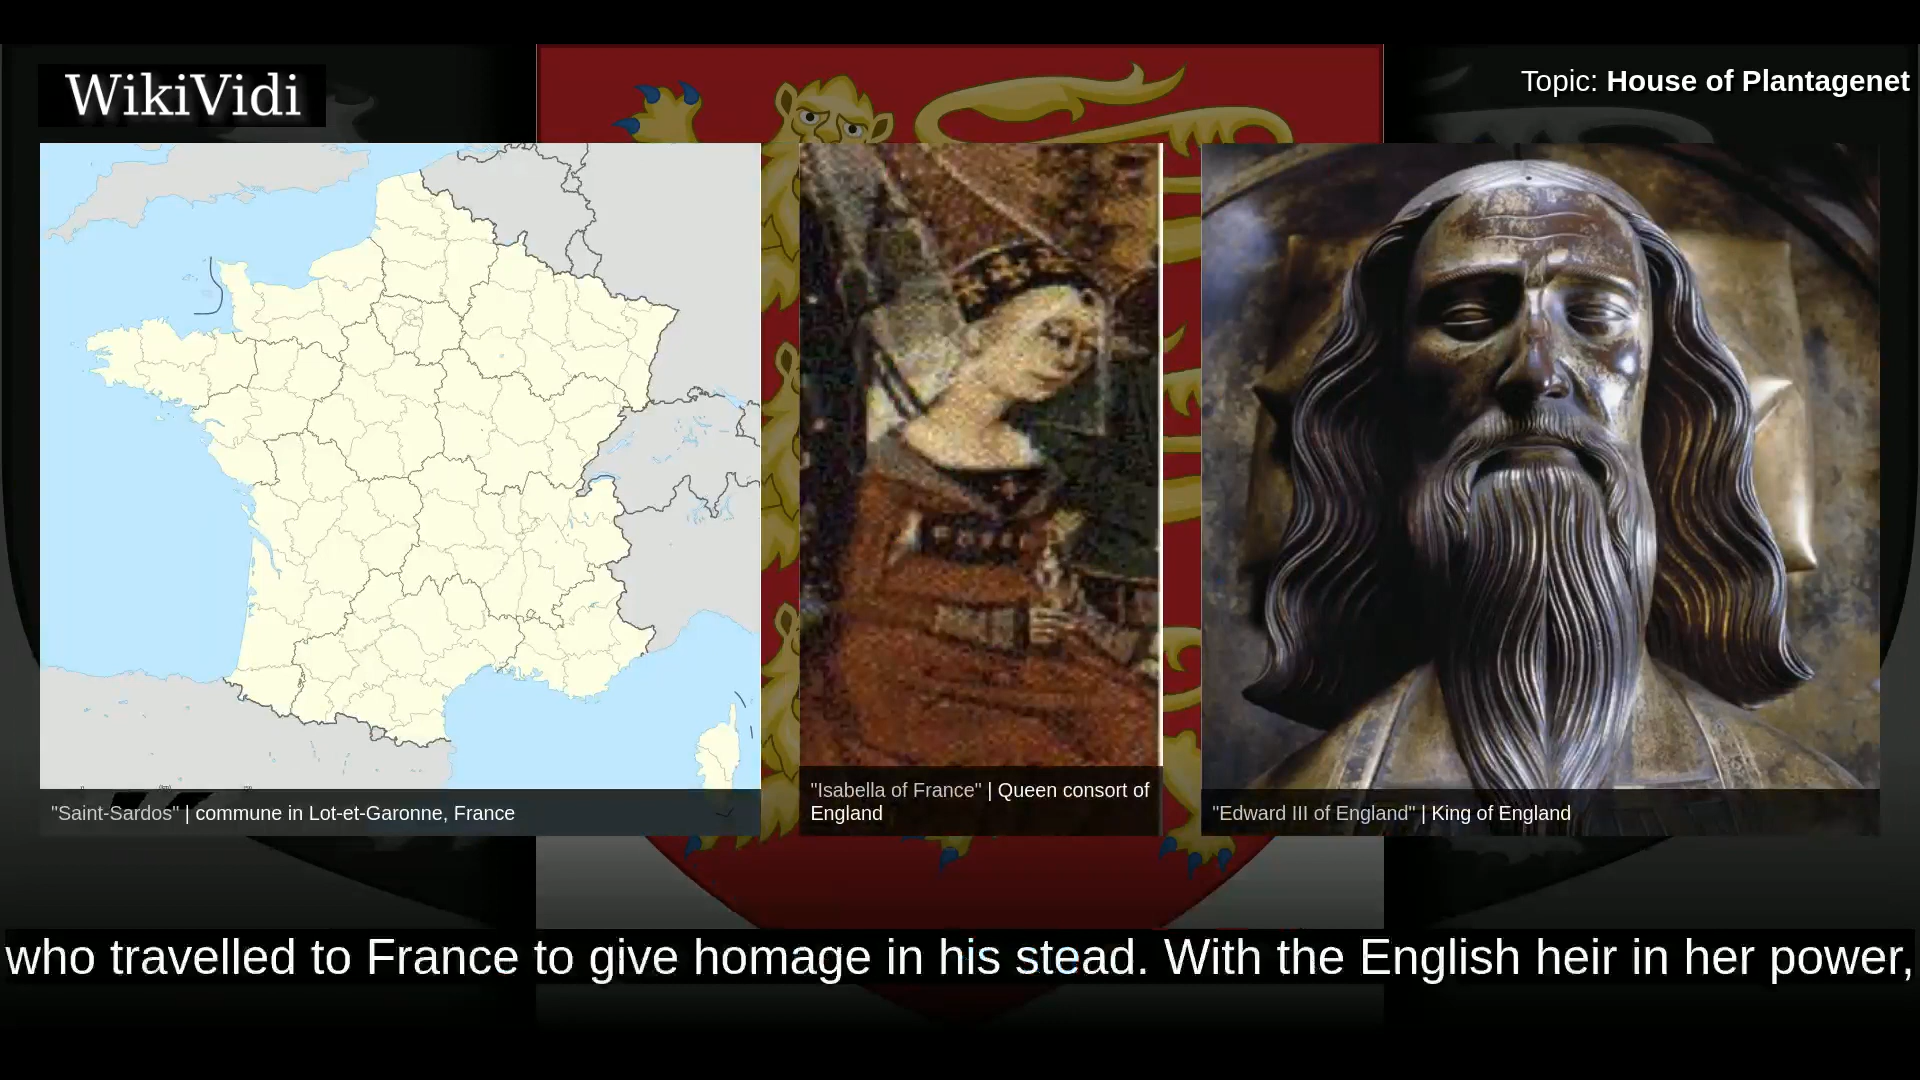 WikiVidi
Topic: House of Plantagenet
"Saint-Sardos" | commune in Lot-et-Garonne, France
"Isabella of France" | Queen consort of
England
"Edward III of England" | King of England
who travelled to France to give homage in his stead. With the English heir in her power,